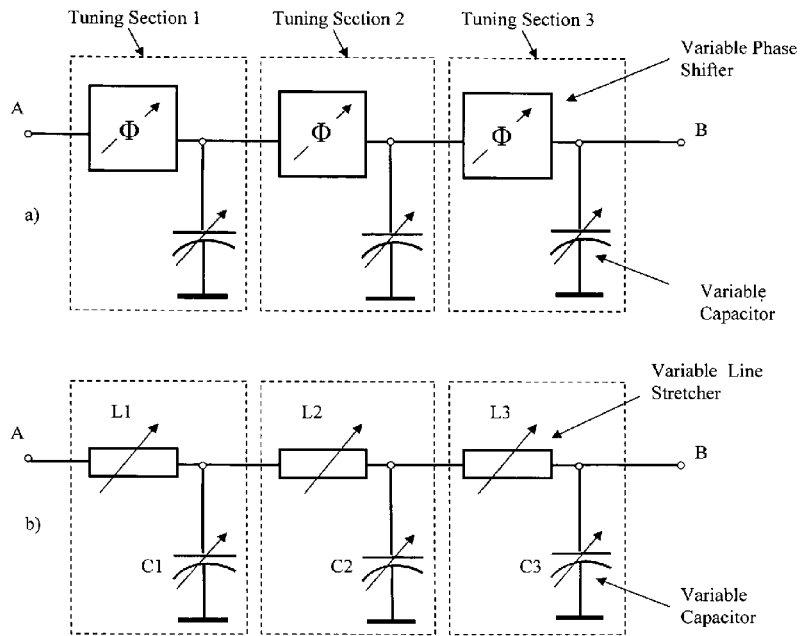 Tuning Section 1
Tuning Section 2
Tuning Section 3
Variable Phase
Shifter
A
Φ
Φ
Φ
B
a)
Variable
Capacitor
Variable Line
Stretcher
A
L1
L2
L3
B
b)
C1
C2
C3
Variable
Capacitor